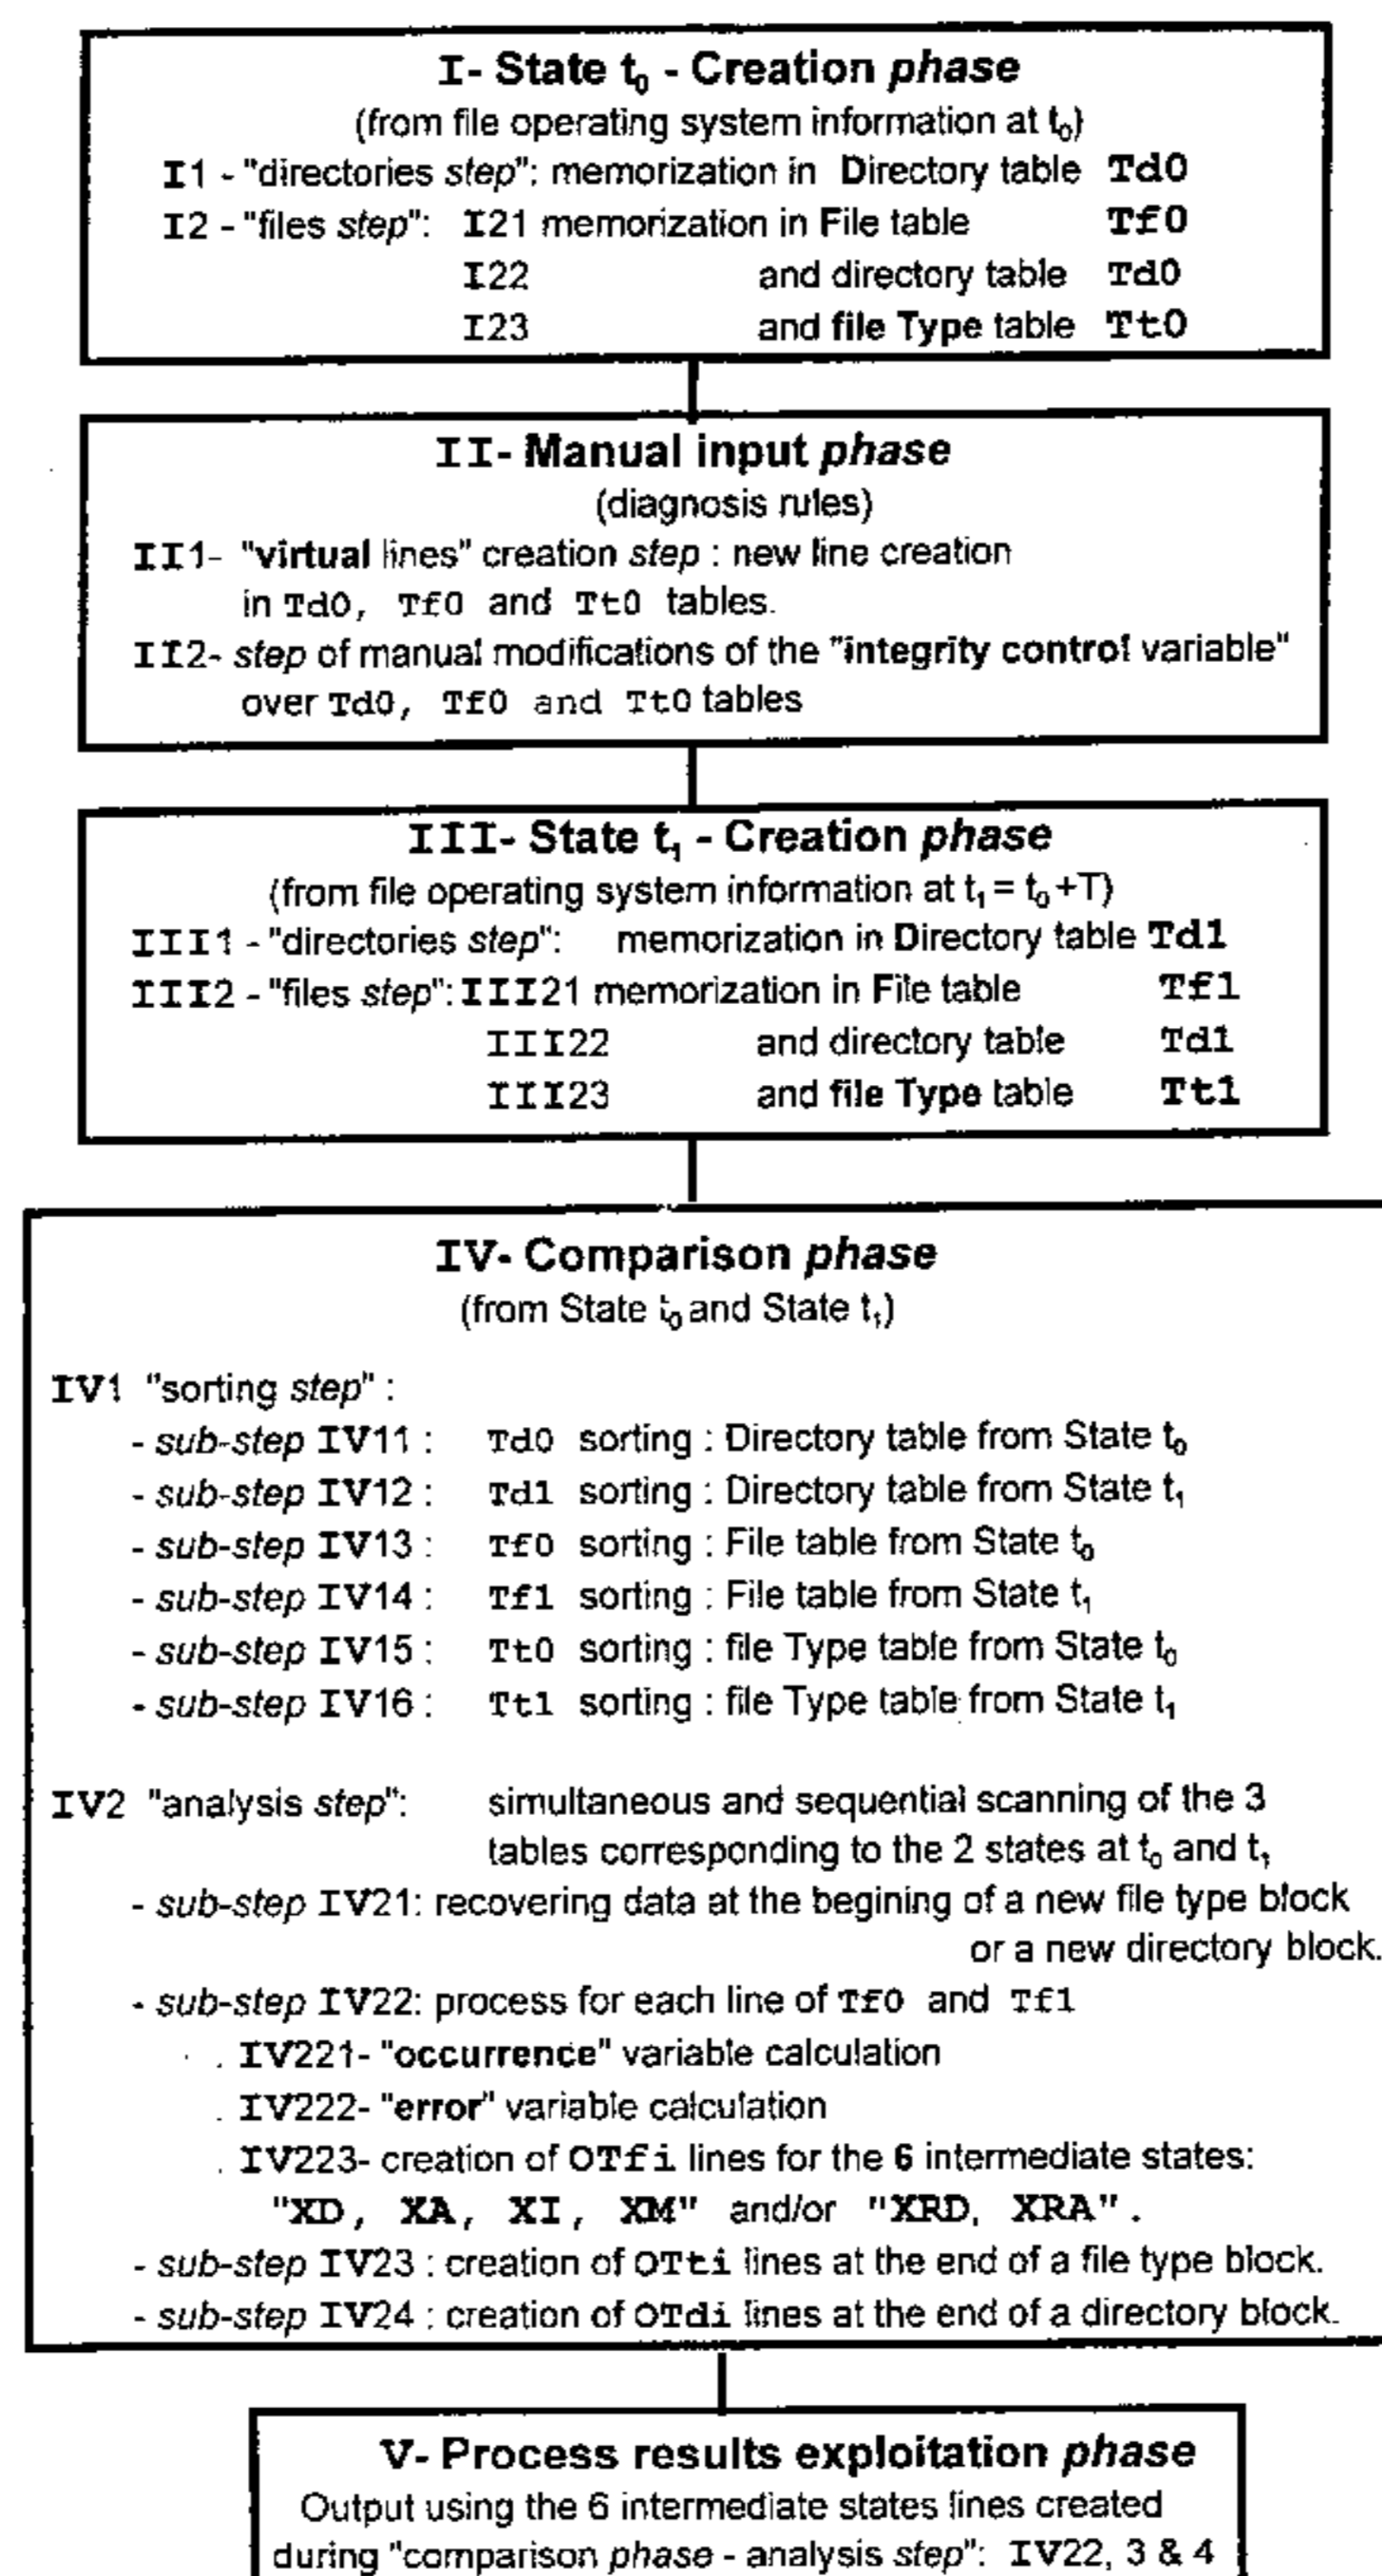 I- State t0 - Creation phase
(from file operating system information at t0)
I1 - "directories step": memorization in Directory table Td0
I2 - "files step": I21 memorization in File table Tf0
I22 and directory table Td0
I23 and file Type table Tt0
II- Manual input phase
(diagnosis rules)
II1- "virtual lines" creation step : new line creation
in Td0, Tf0 and Tt0 tables.
II2- step of manual modifications of the "integrity control variable"
over Td0, Tf0 and Tt0 tables
III- State t1 - Creation phase
(from file operating system information at t1 = t0 +T)
III1 - "directories step": memorization in Directory table Td1
III2 - "files step": III21 memorization in File table Tf1
III22 and directory table Td1
III23 and file Type table Tt1
IV- Comparison phase
(from State t0 and State t1)
IV1 "sorting step" :
- sub-step IV11 : Td0 sorting : Directory table from State t0
- sub-step IV12 : Td1 sorting : Directory table from State t1
- sub-step IV13 : Tf0 sorting : File table from State t0
- sub-step IV14 : Tf1 sorting : File table from State t1
- sub-step IV15 : Tt0 sorting : file Type table from State t0
- sub-step IV16 : Tt1 sorting : file Type table from State t1
IV2 "analysis step": simultaneous and sequential scanning of the 3
tables corresponding to the 2 states at t0 and t1
- sub-step IV21: recovering data at the begining of a new file type block
or a new directory block.
- sub-step IV22: process for each line of Tf0 and Tf1
. IV221- "occurrence" variable calculation
. IV222- "error" variable calculation
. IV223- creation of OTfi lines for the 6 intermediate states:
"XD, XA, XI, XM" and/or "XRD, XRA".
- sub-step IV23 : creation of OTti lines at the end of a file type block.
- sub-step IV24 : creation of OTdi lines at the end of a directory block.
V- Process results exploitation phase
Output using the 6 intermediate states lines created
during "comparison phase - analysis step": IV22, 3 & 4